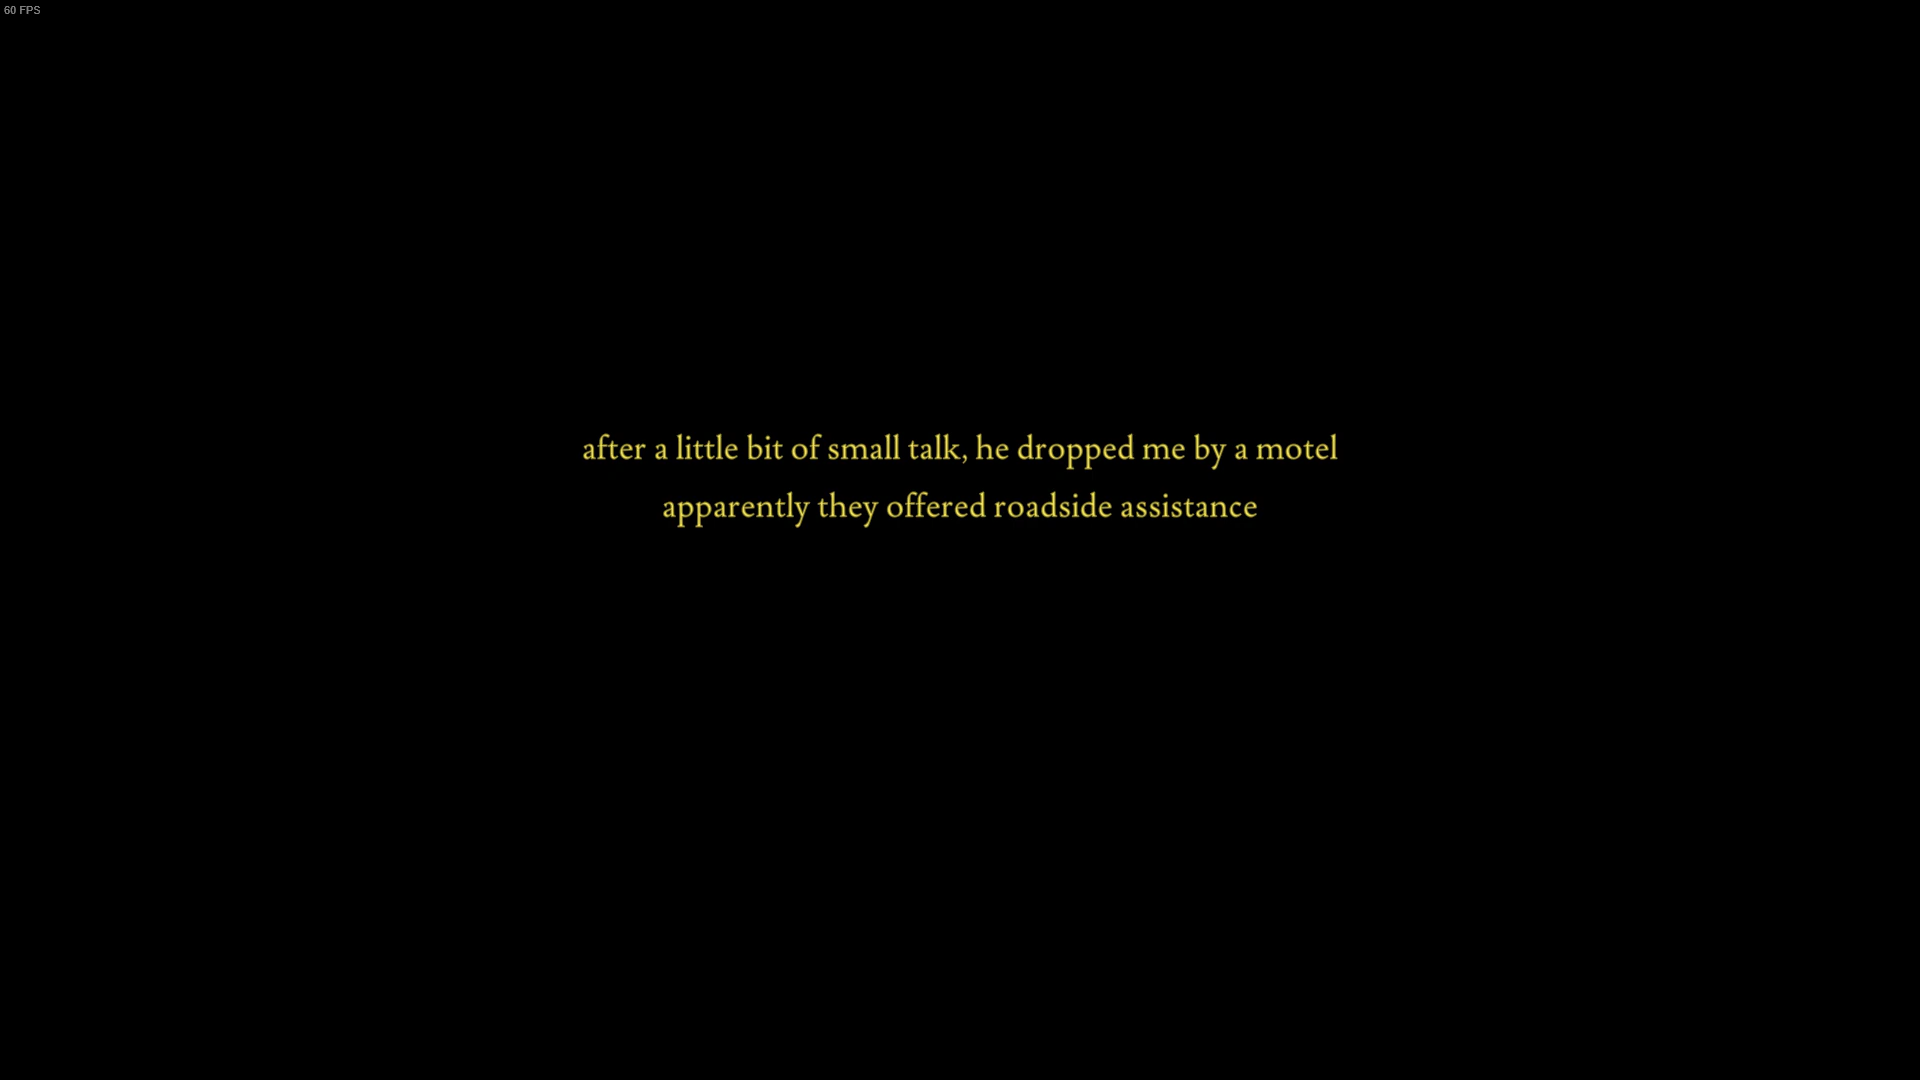 60 FPS
after a little bit of small talk, he dropped me by a motel
apparently they offered roadside assistance